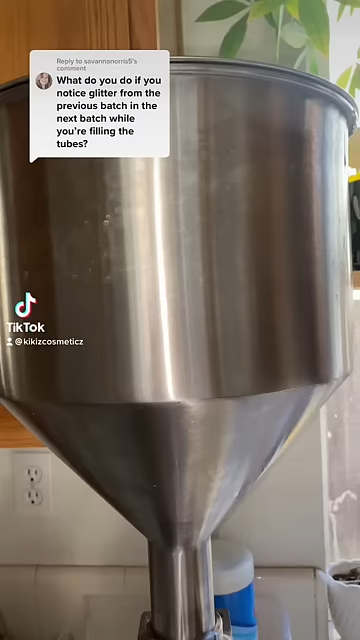 Reply to savannanorris5's
comment
What do you do if you
notice glitter from the
previous batch in the
next batch while
you're filling the
tubes?
TikTok
@kikizcosmeticz